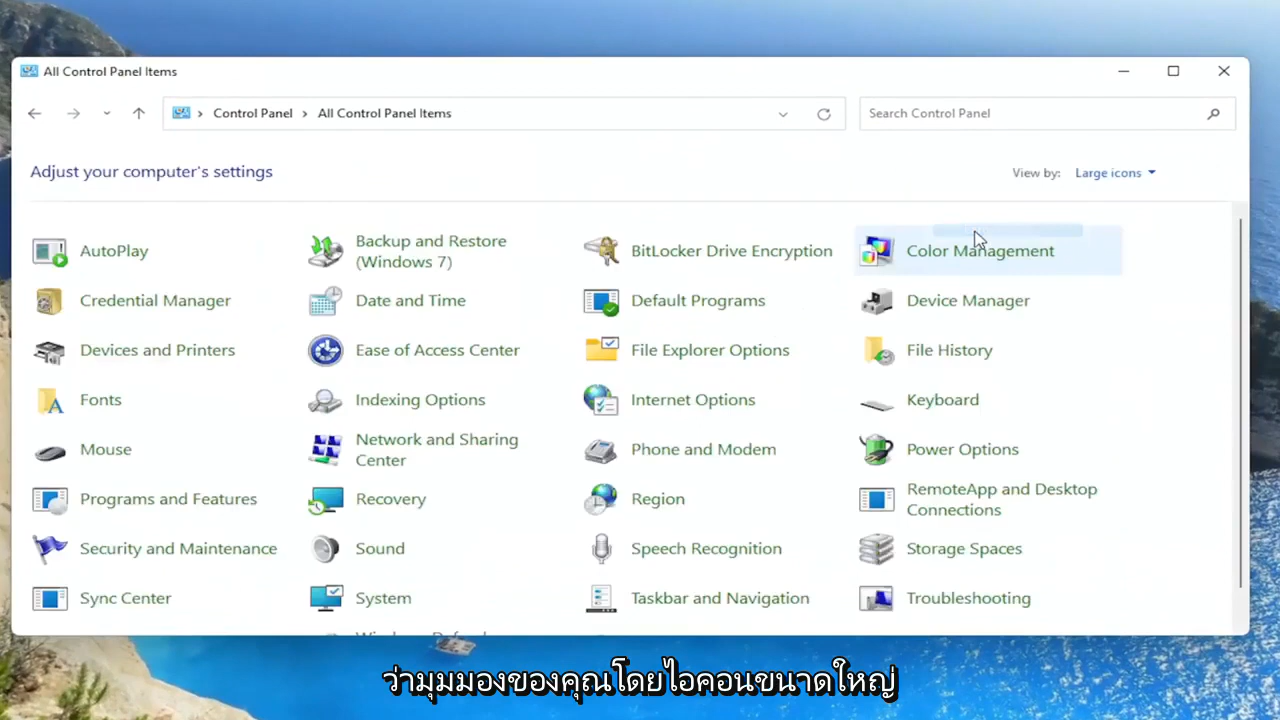 All Control Panel Items
Control Panel
All Control Panel Items
Search Control Panel
Adjust your computer's settings
View by:
Large icons
AutoPlay
Backup and Restore
(Windows 7)
BitLocker Drive Encryption
Color Management
Credential Manager
Date and Time
Default Programs
Device Manager
Devices and Printers
Ease of Access Center
File Explorer Options
File History
Fonts
Indexing Options
Internet Options
Keyboard
Mouse
Network and Sharing
Center
Phone and Modem
Power Options
Programs and Features
Recovery
Region
RemoteApp and Desktop
Connections
Security and Maintenance
Sound
Speech Recognition
Storage Spaces
Sync Center
System
Taskbar and Navigation
Troubleshooting
ว่ามุมมองของคุณโดยไอคอนขนาดใหญ่